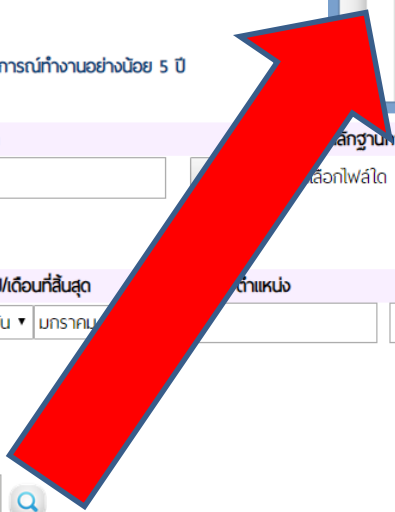 การณ์ทำงานอย่างน้อย 5 ปี
หลักฐาน
เลือกไฟล์ใด
เดือนที่สิ้นสุด
ตำแหน่ง
มกราคม